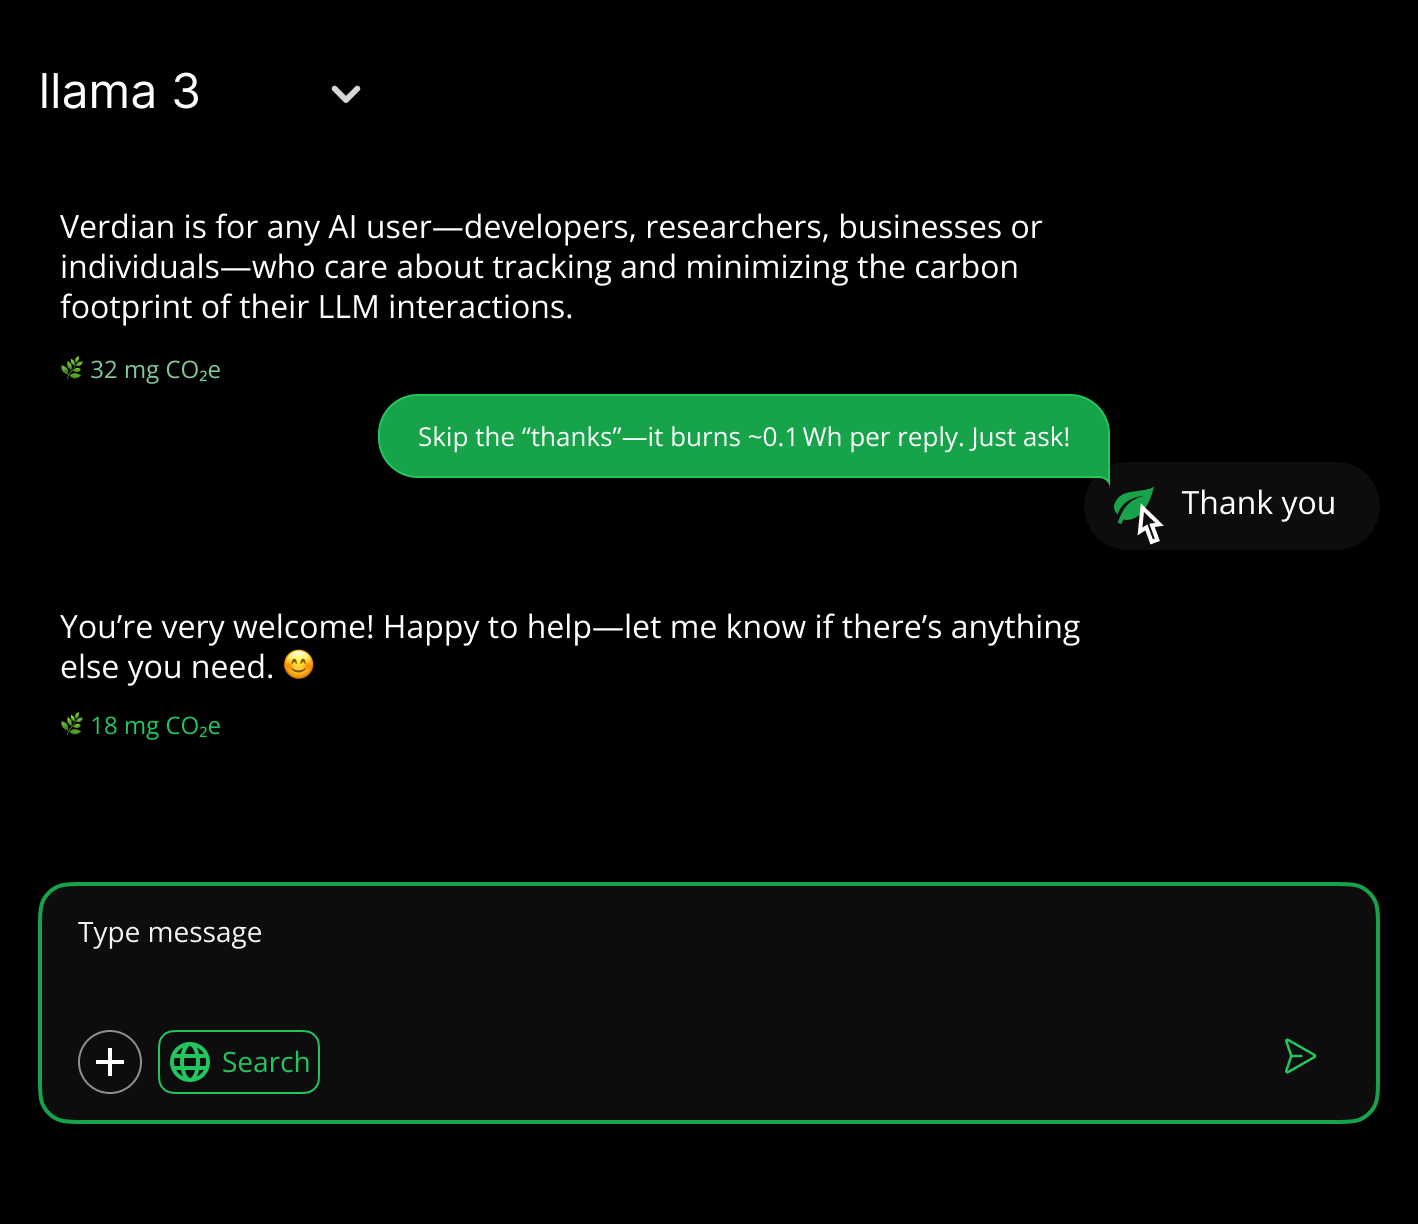 llama 3
Verdian is for any AI user—developers, researchers, businesses or
individuals—who care about tracking and minimizing the carbon
footprint of their LLM interactions.
🌿 32 mg CO₂e
Skip the “thanks”—it burns ~0.1 Wh per reply. Just ask!
Thank you
You’re very welcome! Happy to help—let me know if there’s anything
else you need. 😊
🌿 18 mg CO₂e
Type message
Search